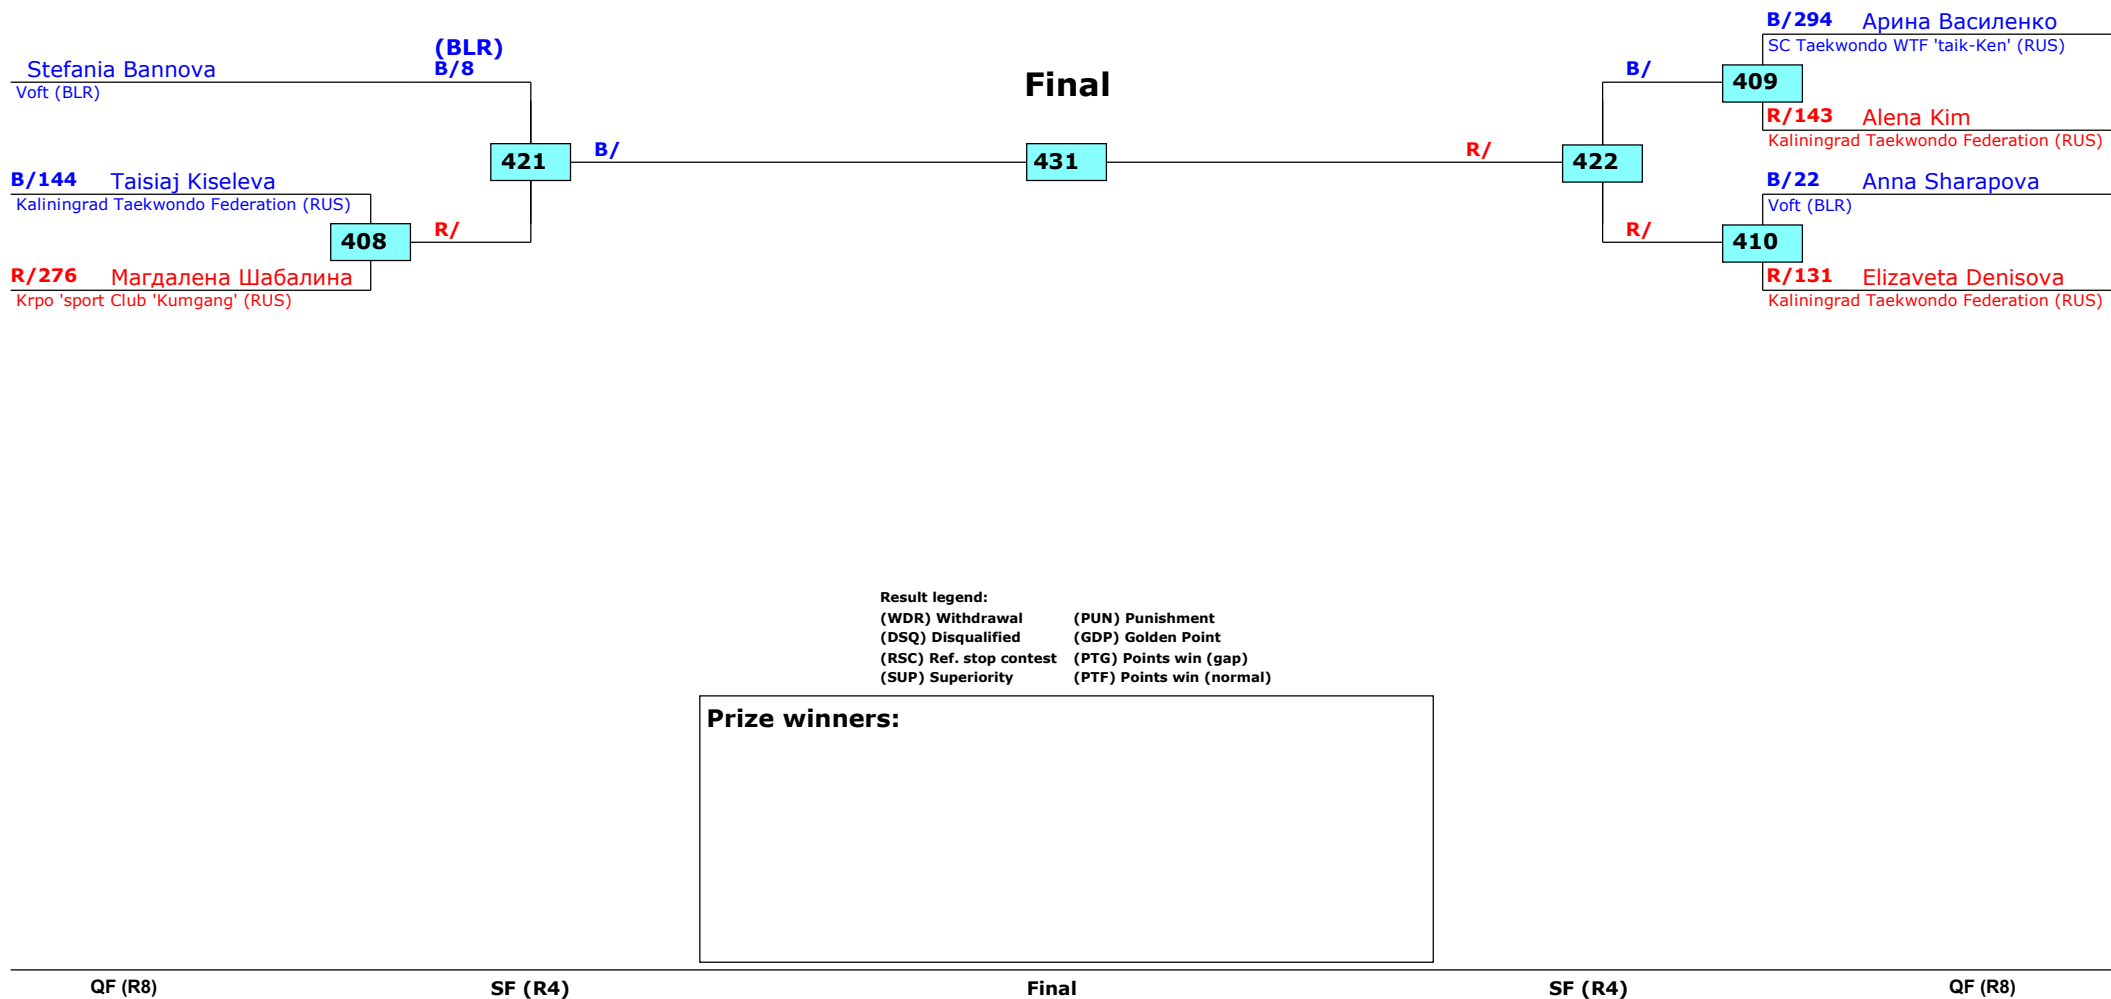 B/294 Арина Василенко
SC Taekwondo WTF 'taik-Ken' (RUS)
(BLR)
Stefania Bannova B/8
Voft (BLR)
Final
B/
409
R/143 Alena Kim
Kaliningrad Taekwondo Federation (RUS)
421
B/
431
R/
422
B/144 Taisiaj Kiseleva
Kaliningrad Taekwondo Federation (RUS)
B/22 Anna Sharapova
Voft (BLR)
408
R/
R/
410
R/276 Магдалена Шабалина
Krpo 'sport Club 'Kumgang' (RUS)
R/131 Elizaveta Denisova
Kaliningrad Taekwondo Federation (RUS)
Result legend:
(WDR) Withdrawal (PUN) Punishment
(DSQ) Disqualified (GDP) Golden Point
(RSC) Ref. stop contest (PTG) Points win (gap)
(SUP) Superiority (PTF) Points win (normal)
Prize winners:
QF (R8) SF (R4) Final SF (R4) QF (R8)